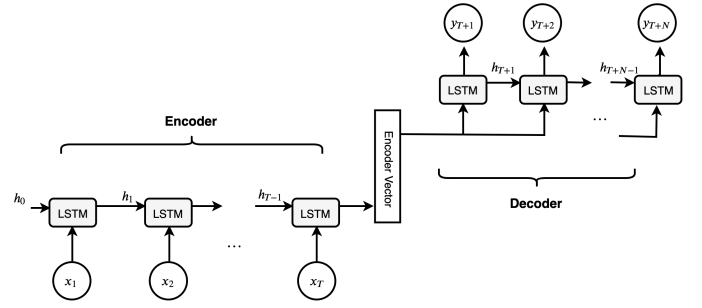 y_{T+1} y_{T+2} y_{T+N}
h_{T+1} h_{T+N-1}
LSTM LSTM LSTM
...
Encoder
Encoder Vector
Decoder
h_0 h_1 h_{T-1}
LSTM LSTM LSTM
...
x_1 x_2 x_T